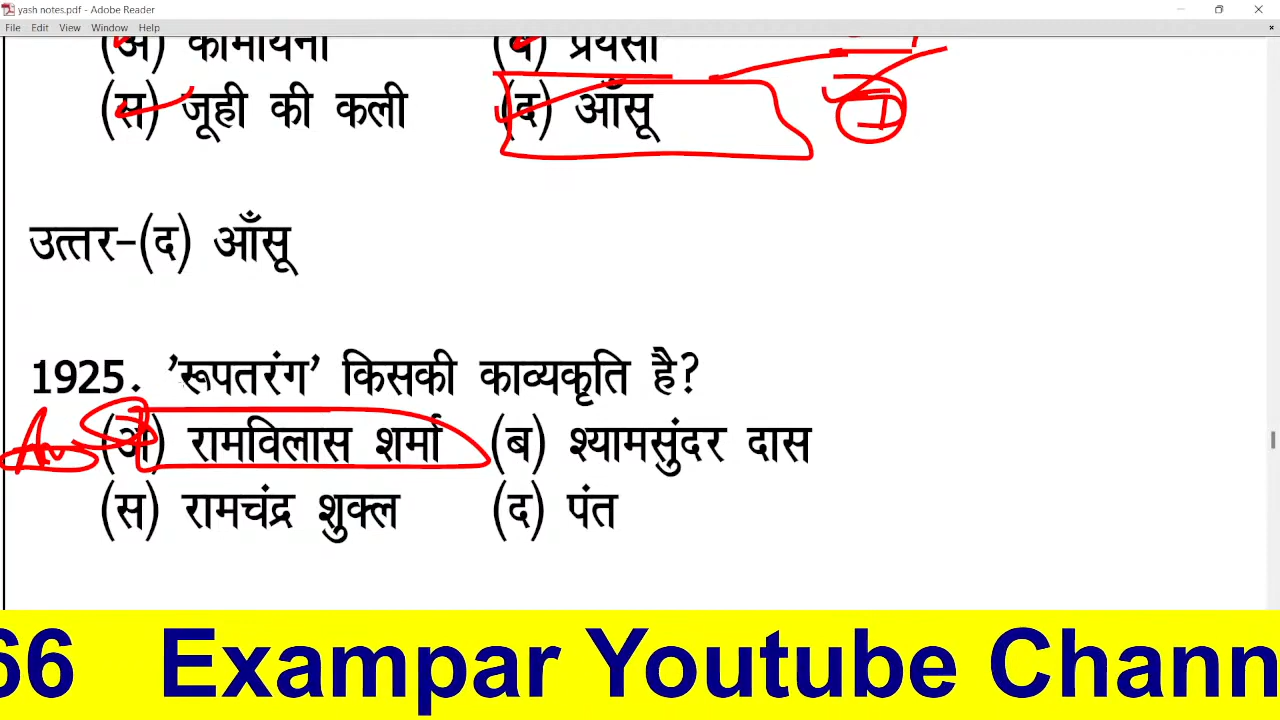 yash notes.pdf - Adobe Reader
File Edit View Window Help
(अ) कामायनी (ब) प्रेयसी
(स) जूही की कली (द) आँसू
उत्तर-(द) आँसू
1925. 'रूपतरंग' किसकी काव्यकृति है?
(अ) रामविलास शर्मा (ब) श्यामसुंदर दास
(स) रामचंद्र शुक्ल (द) पंत
66 Exampar Youtube Chann